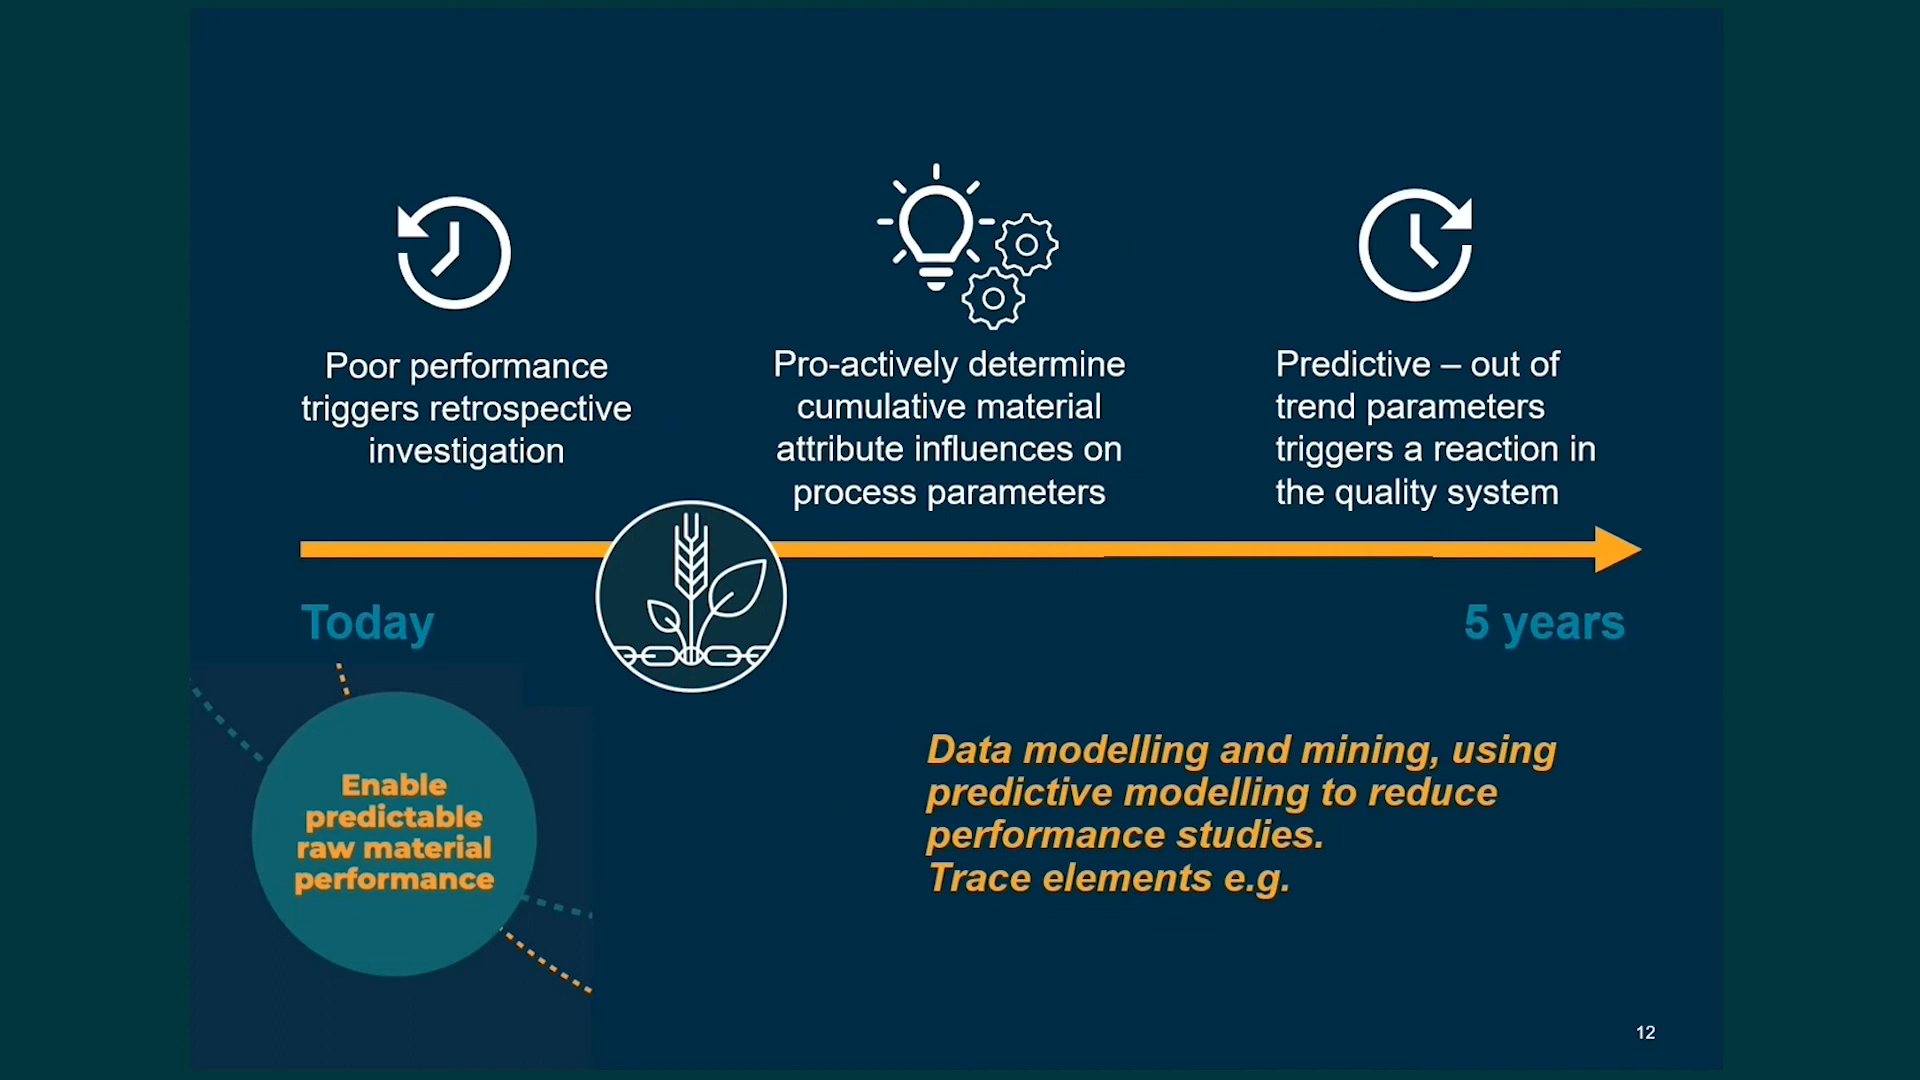 Poor performance
triggers retrospective
investigation
Pro-actively determine
cumulative material
attribute influences on
process parameters
Predictive – out of
trend parameters
triggers a reaction in
the quality system
Today
5 years
Enable
predictable
raw material
performance
Data modelling and mining, using
predictive modelling to reduce
performance studies.
Trace elements e.g.
12